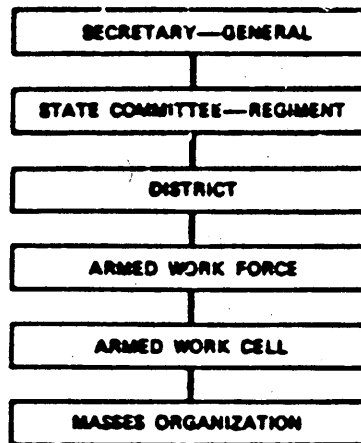 SECRETARY—GENERAL
STATE COMMITTEE—REGIMENT
DISTRICT
ARMED WORK FORCE
ARMED WORK CELL
MASSES ORGANIZATION